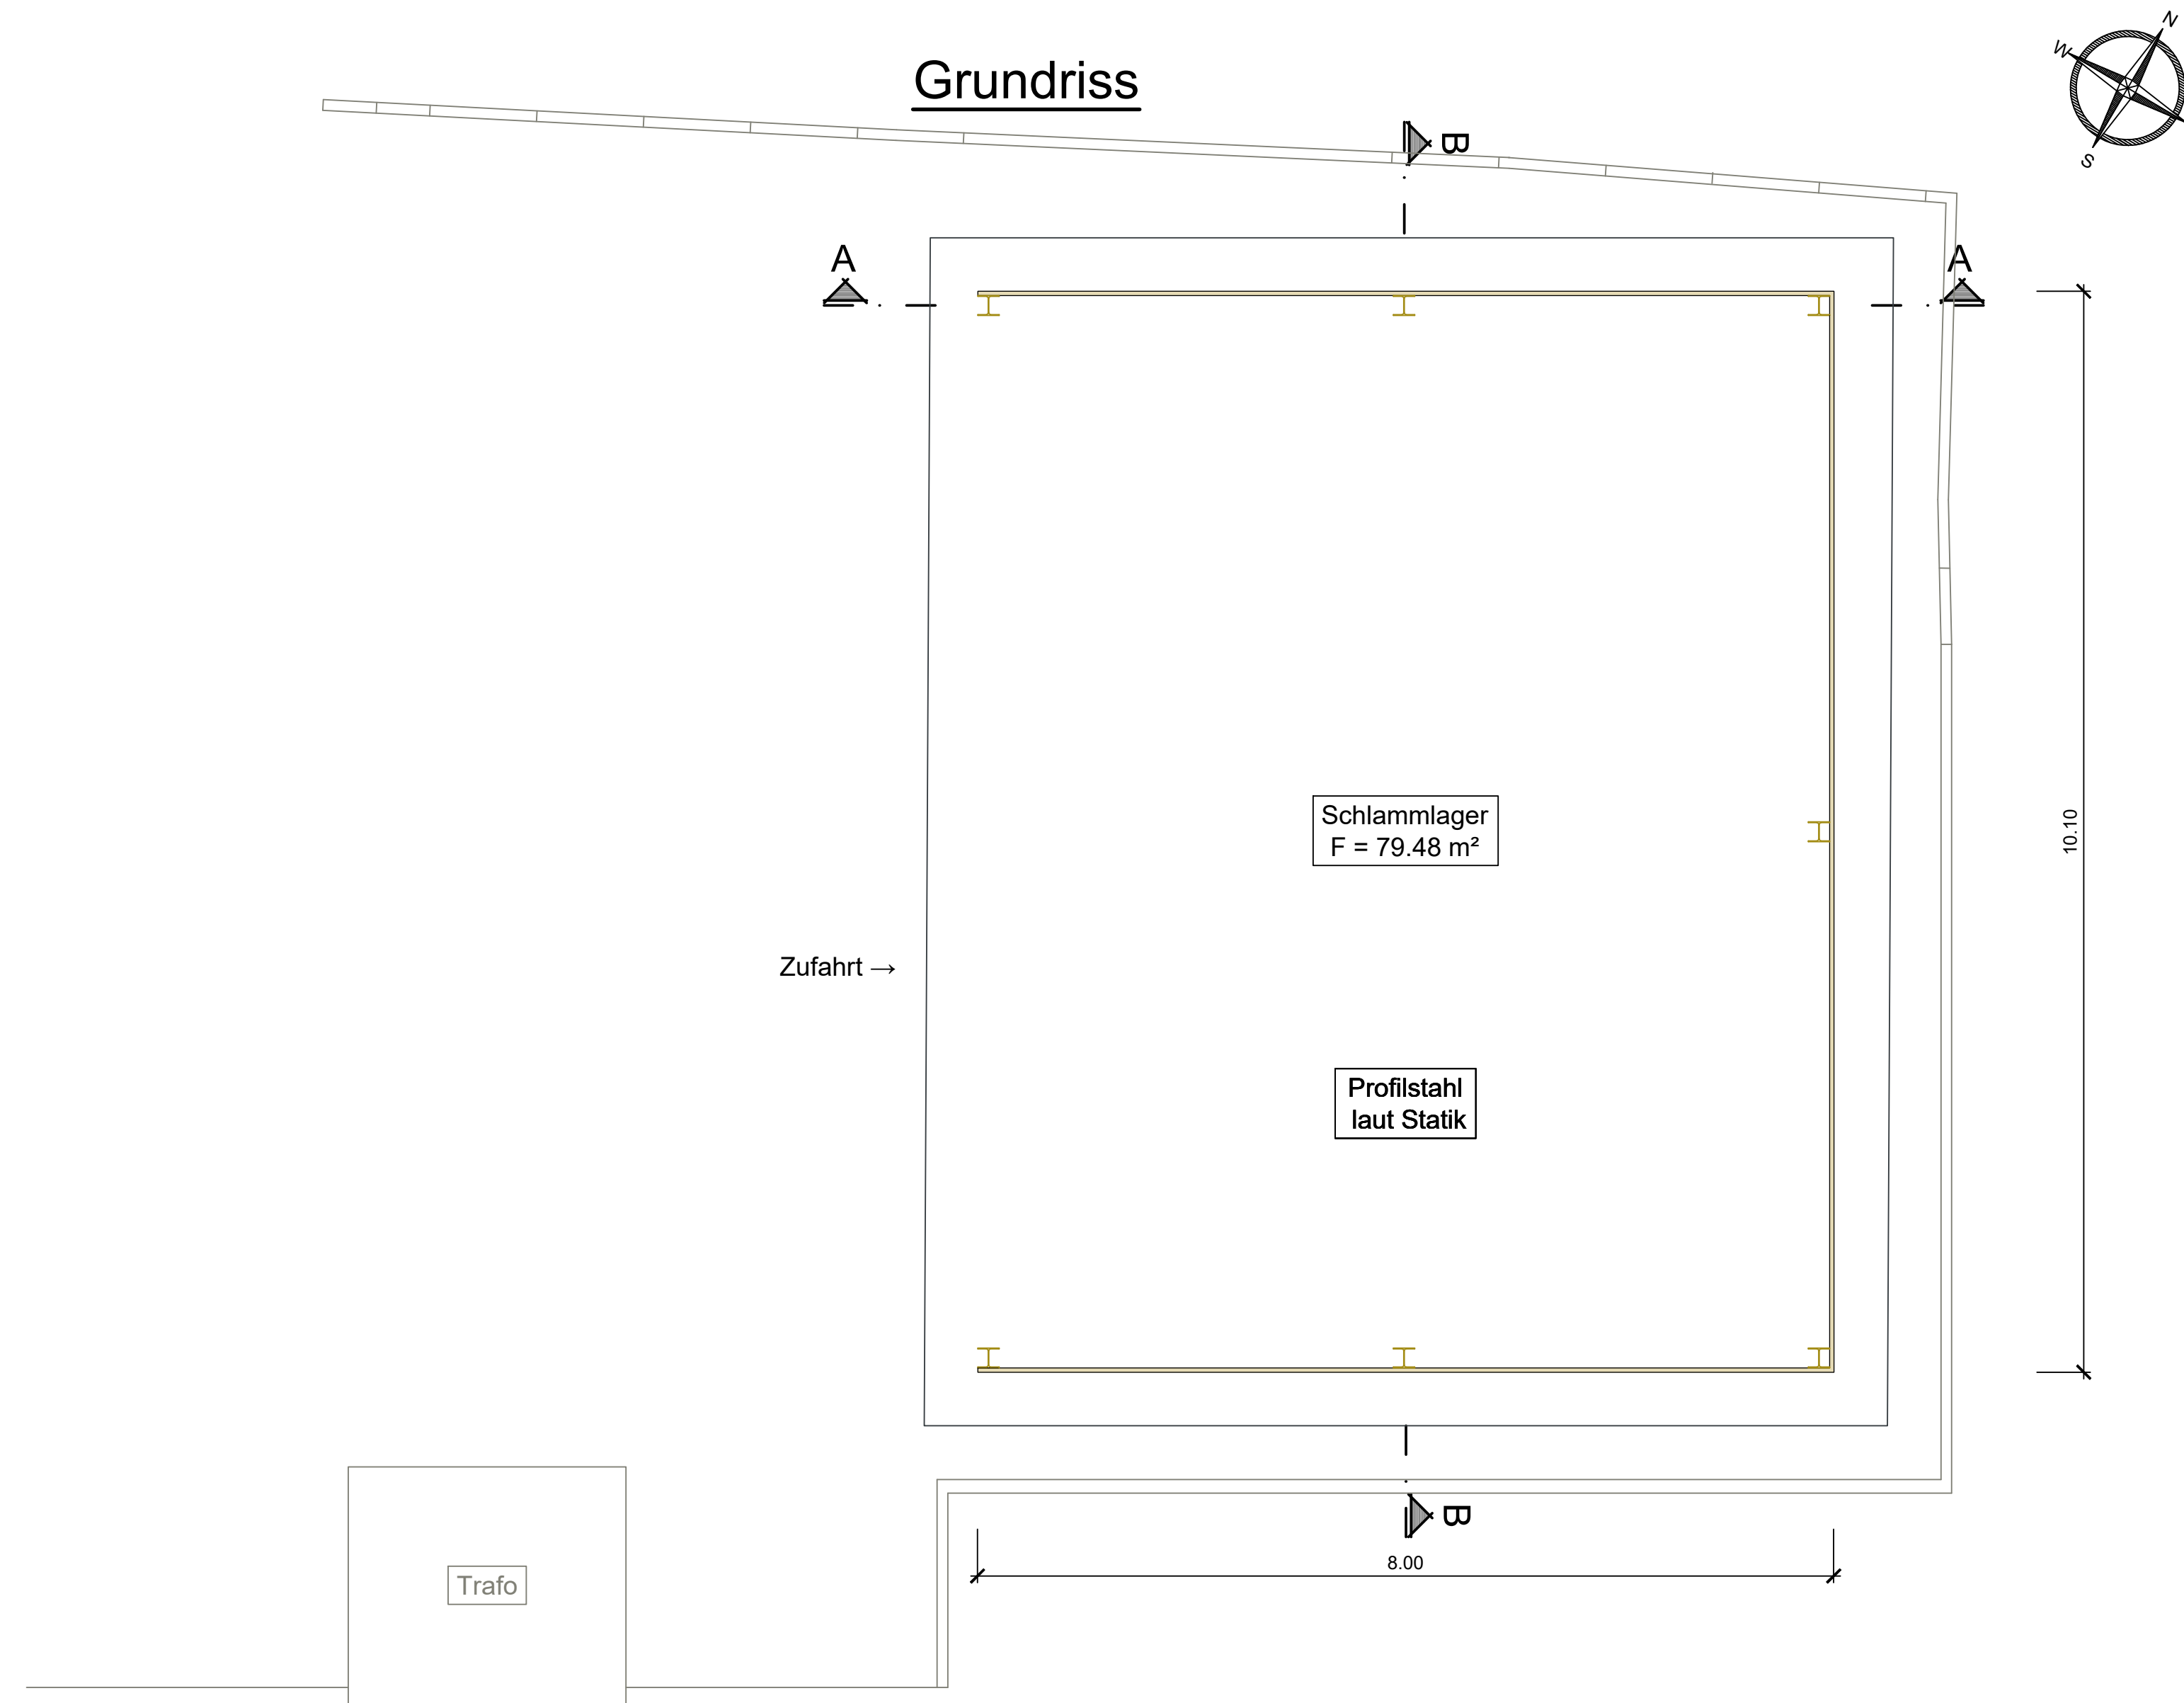 Grundriss
N
W
S
B
A
A
Schlammlager
F = 79.48 m²
10.10
Zufahrt →
Profilstahl
laut Statik
B
8.00
Trafo